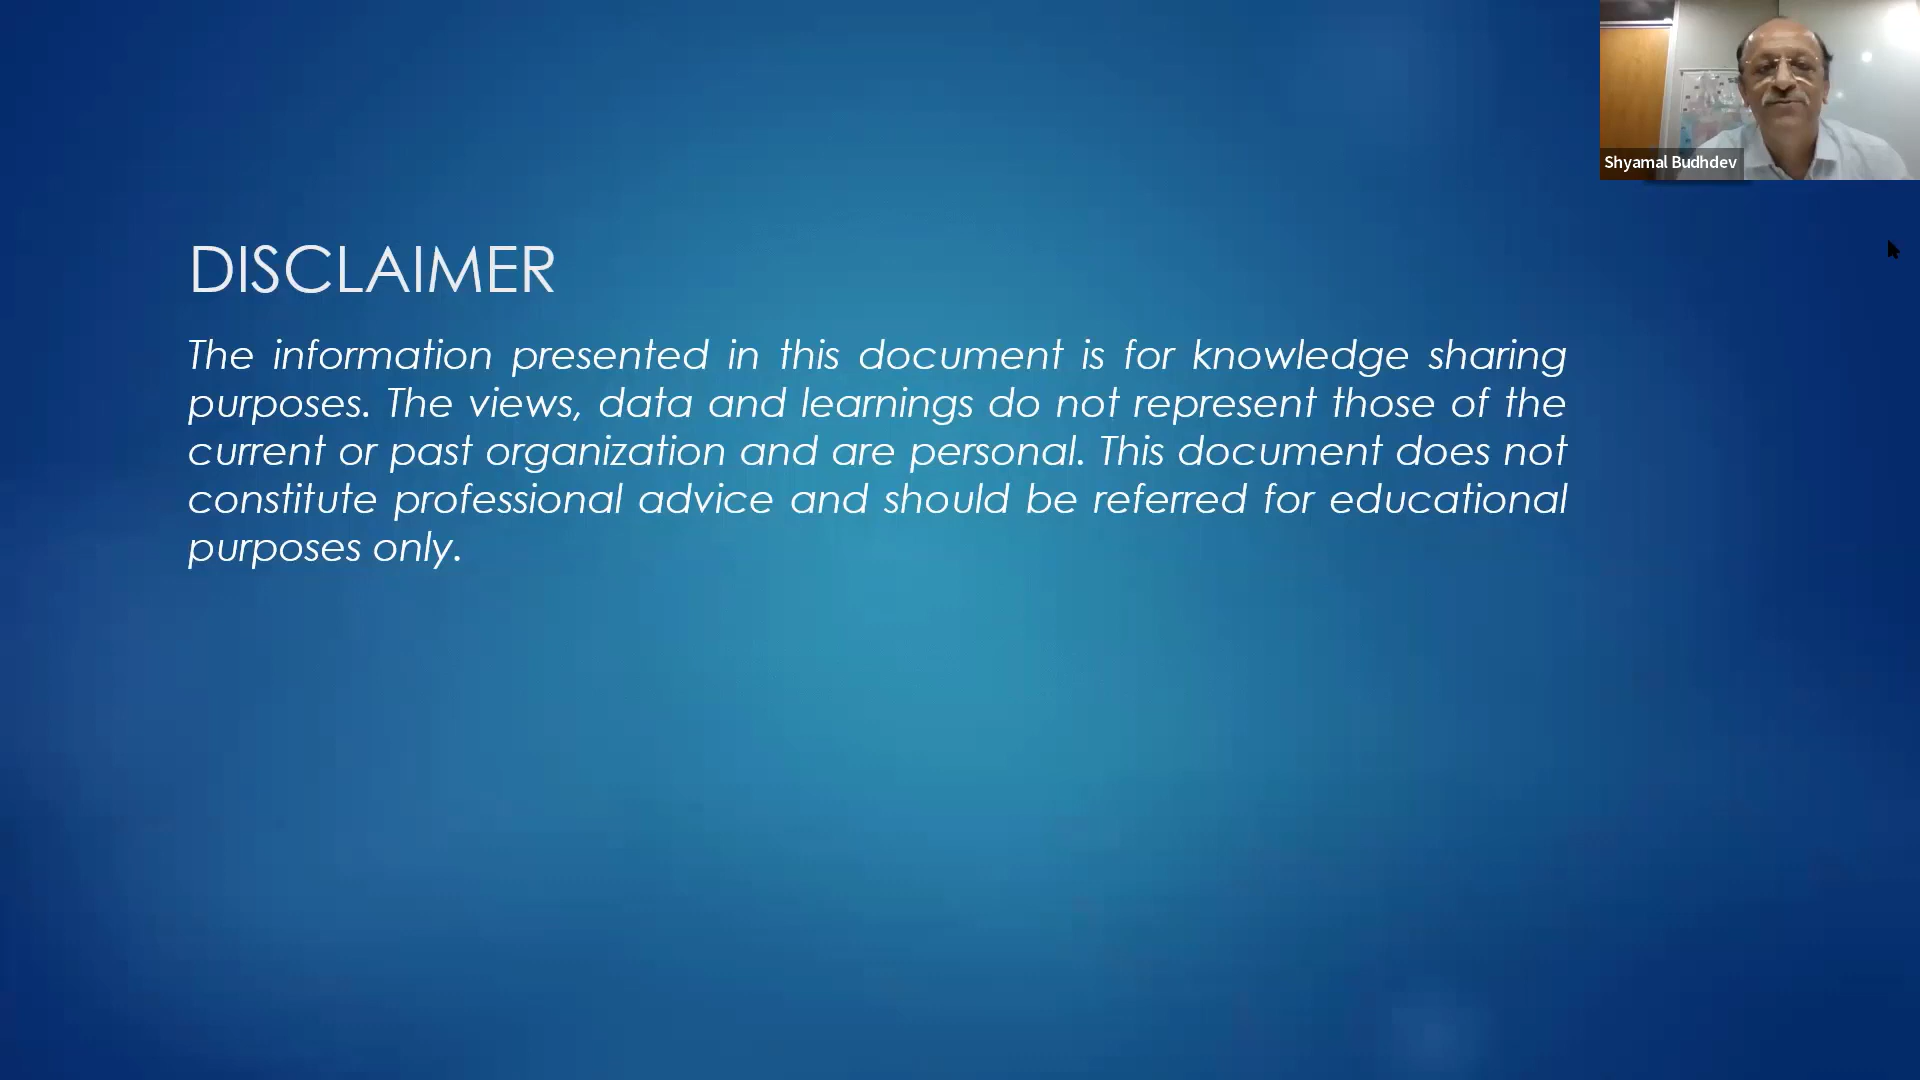 Shyamal Budhdev
DISCLAIMER
The information presented in this document is for knowledge sharing
purposes. The views, data and learnings do not represent those of the
current or past organization and are personal. This document does not
constitute professional advice and should be referred for educational
purposes only.